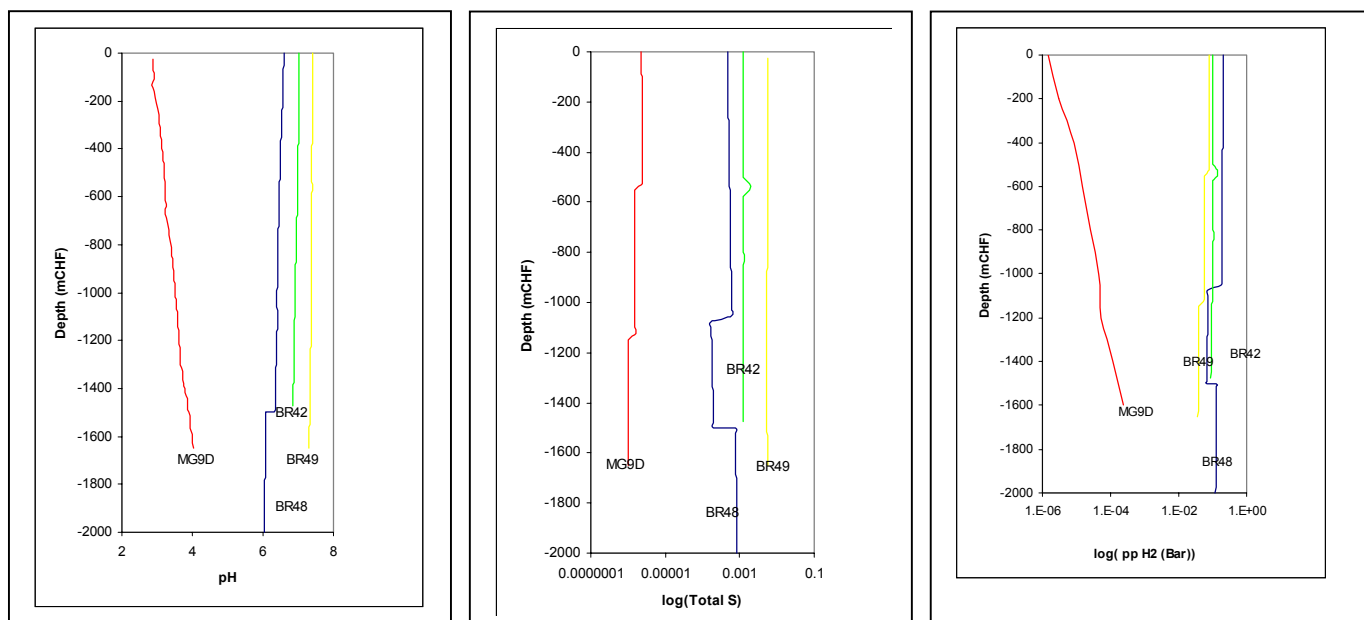 0
-200
-400
-600
-800
-1000
-1200
-1400
-1600
-1800
-2000
Depth (mCHF)
2 4 6 8
pH
MG9D
BR42
BR49
BR48
0
-200
-400
-600
-800
-1000
-1200
-1400
-1600
-1800
-2000
Depth (mCHF)
0.0000001 0.00001 0.001 0.1
log(Total S)
BR42
MG9D
BR49
BR48
0
-200
-400
-600
-800
-1000
-1200
-1400
-1600
-1800
-2000
Depth (mCHF)
1.E-06 1.E-04 1.E-02 1.E+00
log( pp H2 (Bar))
BR49
BR42
MG9D
BR48